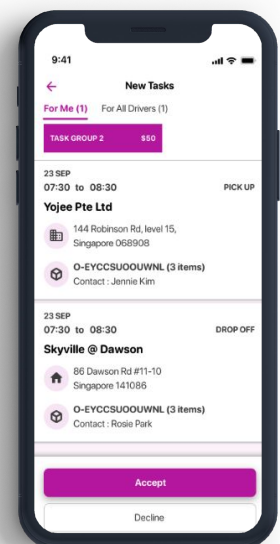 9:41
New Tasks
For Me (1) For All Drivers (1)
TASK GROUP 2 $50
23 SEP
07:30 to 08:30 PICK UP
Yojee Pte Ltd
144 Robinson Rd, level 15,
Singapore 068908
O-EYCCSUOOUWNL (3 items)
Contact : Jennie Kim
23 SEP
07:30 to 08:30 DROP OFF
Skyville @ Dawson
86 Dawson Rd #11-10
Singapore 141086
O-EYCCSUOOUWNL (3 items)
Contact : Rosie Park
Accept
Decline